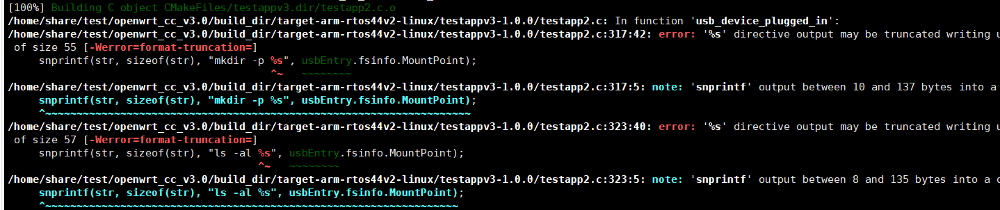 [100%] Building C object CMakeFiles/testappv3.dir/testapp2.c.o
/home/share/test/openwrt_cc_v3.0/build_dir/target-arm-rtos44v2-linux/testappv3-1.0.0/testapp2.c: In function 'usb_device_plugged_in':
/home/share/test/openwrt_cc_v3.0/build_dir/target-arm-rtos44v2-linux/testappv3-1.0.0/testapp2.c:317:42: error: '%s' directive output may be truncated writing
of size 55 [-Werror=format-truncation=]
snprintf(str, sizeof(str), "mkdir -p %s", usbEntry.fsinfo.MountPoint);
^~ ~~~~~~~~
/home/share/test/openwrt_cc_v3.0/build_dir/target-arm-rtos44v2-linux/testappv3-1.0.0/testapp2.c:317:5: note: 'snprintf' output between 10 and 137 bytes into a
snprintf(str, sizeof(str), "mkdir -p %s", usbEntry.fsinfo.MountPoint);
^~~~~~~~~~~~~~~~~~~~~~~~~~~~~~~~~~~~~~~~~~~~~~~~~~~~~~~~~~~~~~~~~~~~~
/home/share/test/openwrt_cc_v3.0/build_dir/target-arm-rtos44v2-linux/testappv3-1.0.0/testapp2.c:323:40: error: '%s' directive output may be truncated writing
of size 57 [-Werror=format-truncation=]
snprintf(str, sizeof(str), "ls -al %s", usbEntry.fsinfo.MountPoint);
^~ ~~~~~~~~
/home/share/test/openwrt_cc_v3.0/build_dir/target-arm-rtos44v2-linux/testappv3-1.0.0/testapp2.c:323:5: note: 'snprintf' output between 8 and 135 bytes into a
snprintf(str, sizeof(str), "ls -al %s", usbEntry.fsinfo.MountPoint);
^~~~~~~~~~~~~~~~~~~~~~~~~~~~~~~~~~~~~~~~~~~~~~~~~~~~~~~~~~~~~~~~~~~